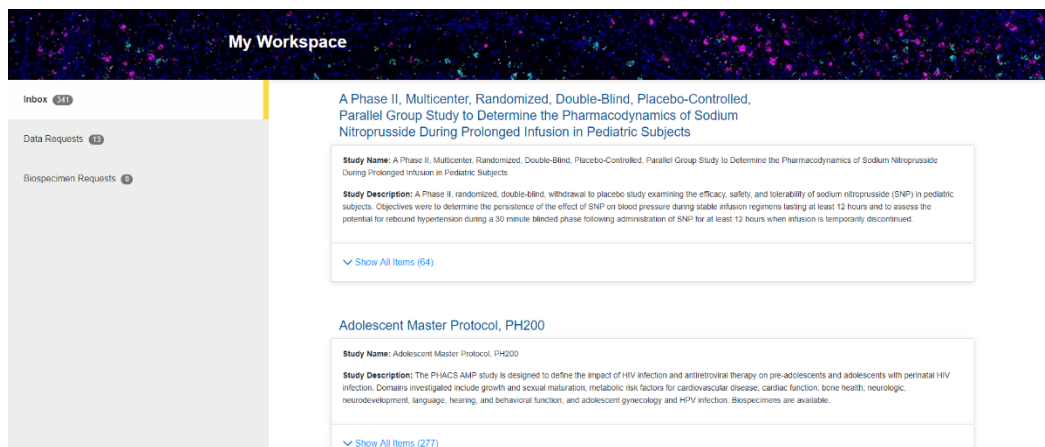 My Workspace
Inbox 341
Data Requests 13
Biospecimen Requests 0
A Phase II, Multicenter, Randomized, Double-Blind, Placebo-Controlled,
Parallel Group Study to Determine the Pharmacodynamics of Sodium
Nitroprusside During Prolonged Infusion in Pediatric Subjects
Study Name: A Phase II, Multicenter, Randomized, Double-Blind, Placebo-Controlled, Parallel Group Study to Determine the Pharmacodynamics of Sodium Nitroprusside
During Prolonged Infusion in Pediatric Subjects
Study Description: A Phase II, randomized, double-blind, withdrawal to placebo study examining the efficacy, safety, and tolerability of sodium nitroprusside (SNP) in pediatric
subjects. Objectives were to determine the persistence of the effect of SNP on blood pressure during stable infusion regimens lasting at least 12 hours and to assess the
potential for rebound hypertension during a 30 minute blinded phase following administration of SNP for at least 12 hours when infusion is temporarily discontinued.
Show All Items (64)
Adolescent Master Protocol, PH200
Study Name: Adolescent Master Protocol, PH200
Study Description: The PHACS AMP study is designed to define the impact of HIV infection and antiretroviral therapy on pre-adolescents and adolescents with perinatal HIV
infection. Domains investigated include growth and sexual maturation; metabolic risk factors for cardiovascular disease; cardiac function; bone health; neurologic,
neurodevelopment, language, hearing, and behavioral function; and adolescent gynecology and HPV infection. Biospecimens are available.
Show All Items (277)